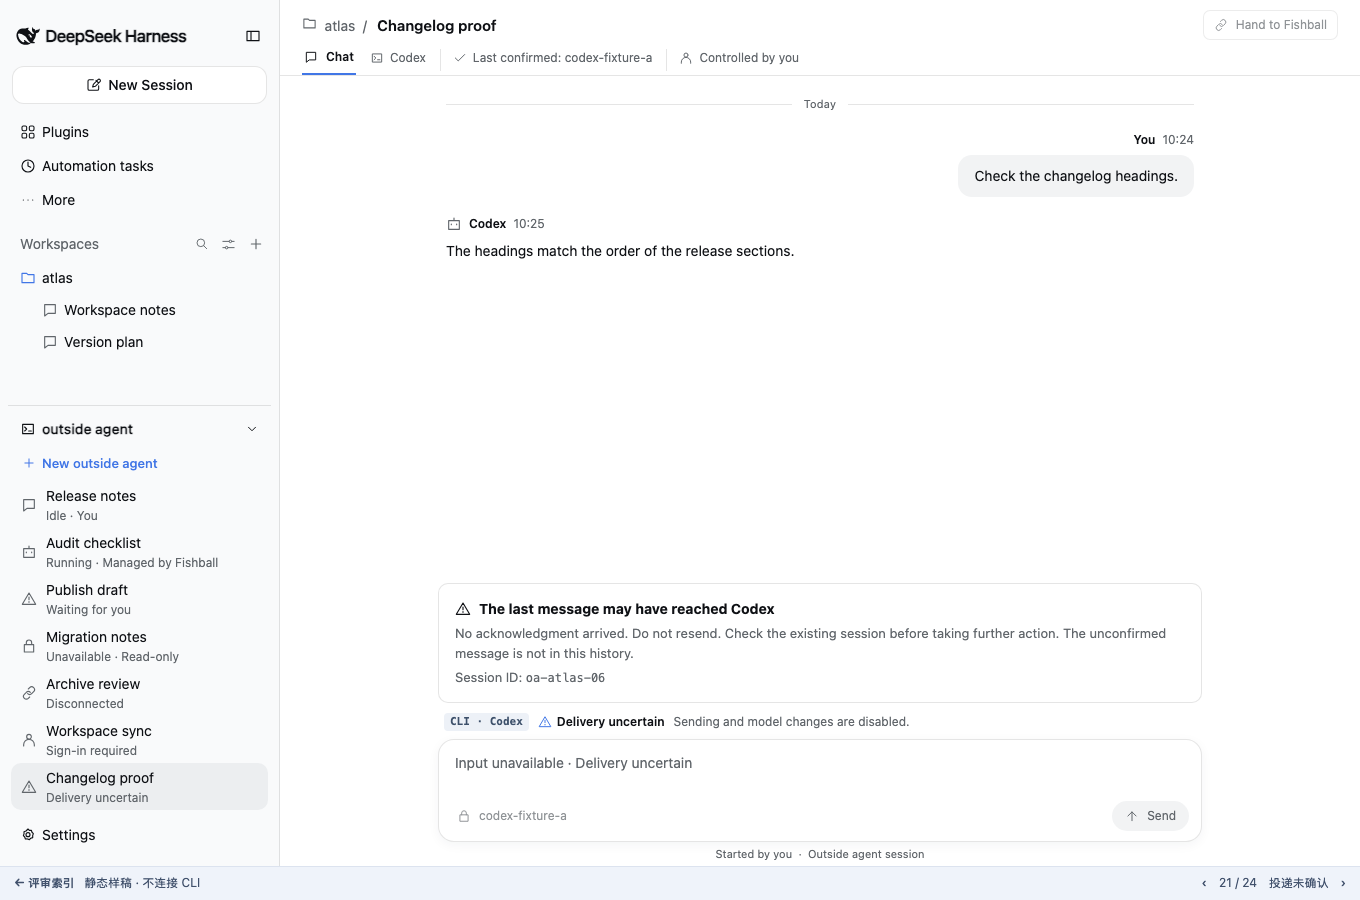 DeepSeek Harness
New Session
Plugins
Automation tasks
More
Workspaces
atlas
Workspace notes
Version plan
outside agent
New outside agent
Release notes
Idle · You
Audit checklist
Running · Managed by Fishball
Publish draft
Waiting for you
Migration notes
Unavailable · Read-only
Archive review
Disconnected
Workspace sync
Sign-in required
Changelog proof
Delivery uncertain
Settings
atlas / Changelog proof
Hand to Fishball
Chat Codex Last confirmed: codex-fixture-a Controlled by you
Today
You 10:24
Check the changelog headings.
Codex 10:25
The headings match the order of the release sections.
The last message may have reached Codex
No acknowledgment arrived. Do not resend. Check the existing session before taking further action. The unconfirmed
message is not in this history.
Session ID: oa-atlas-06
CLI · Codex Delivery uncertain Sending and model changes are disabled.
Input unavailable · Delivery uncertain
codex-fixture-a
Send
Started by you · Outside agent session
← 评审索引 静态样稿 · 不连接 CLI
‹ 21 / 24 投递未确认 ›